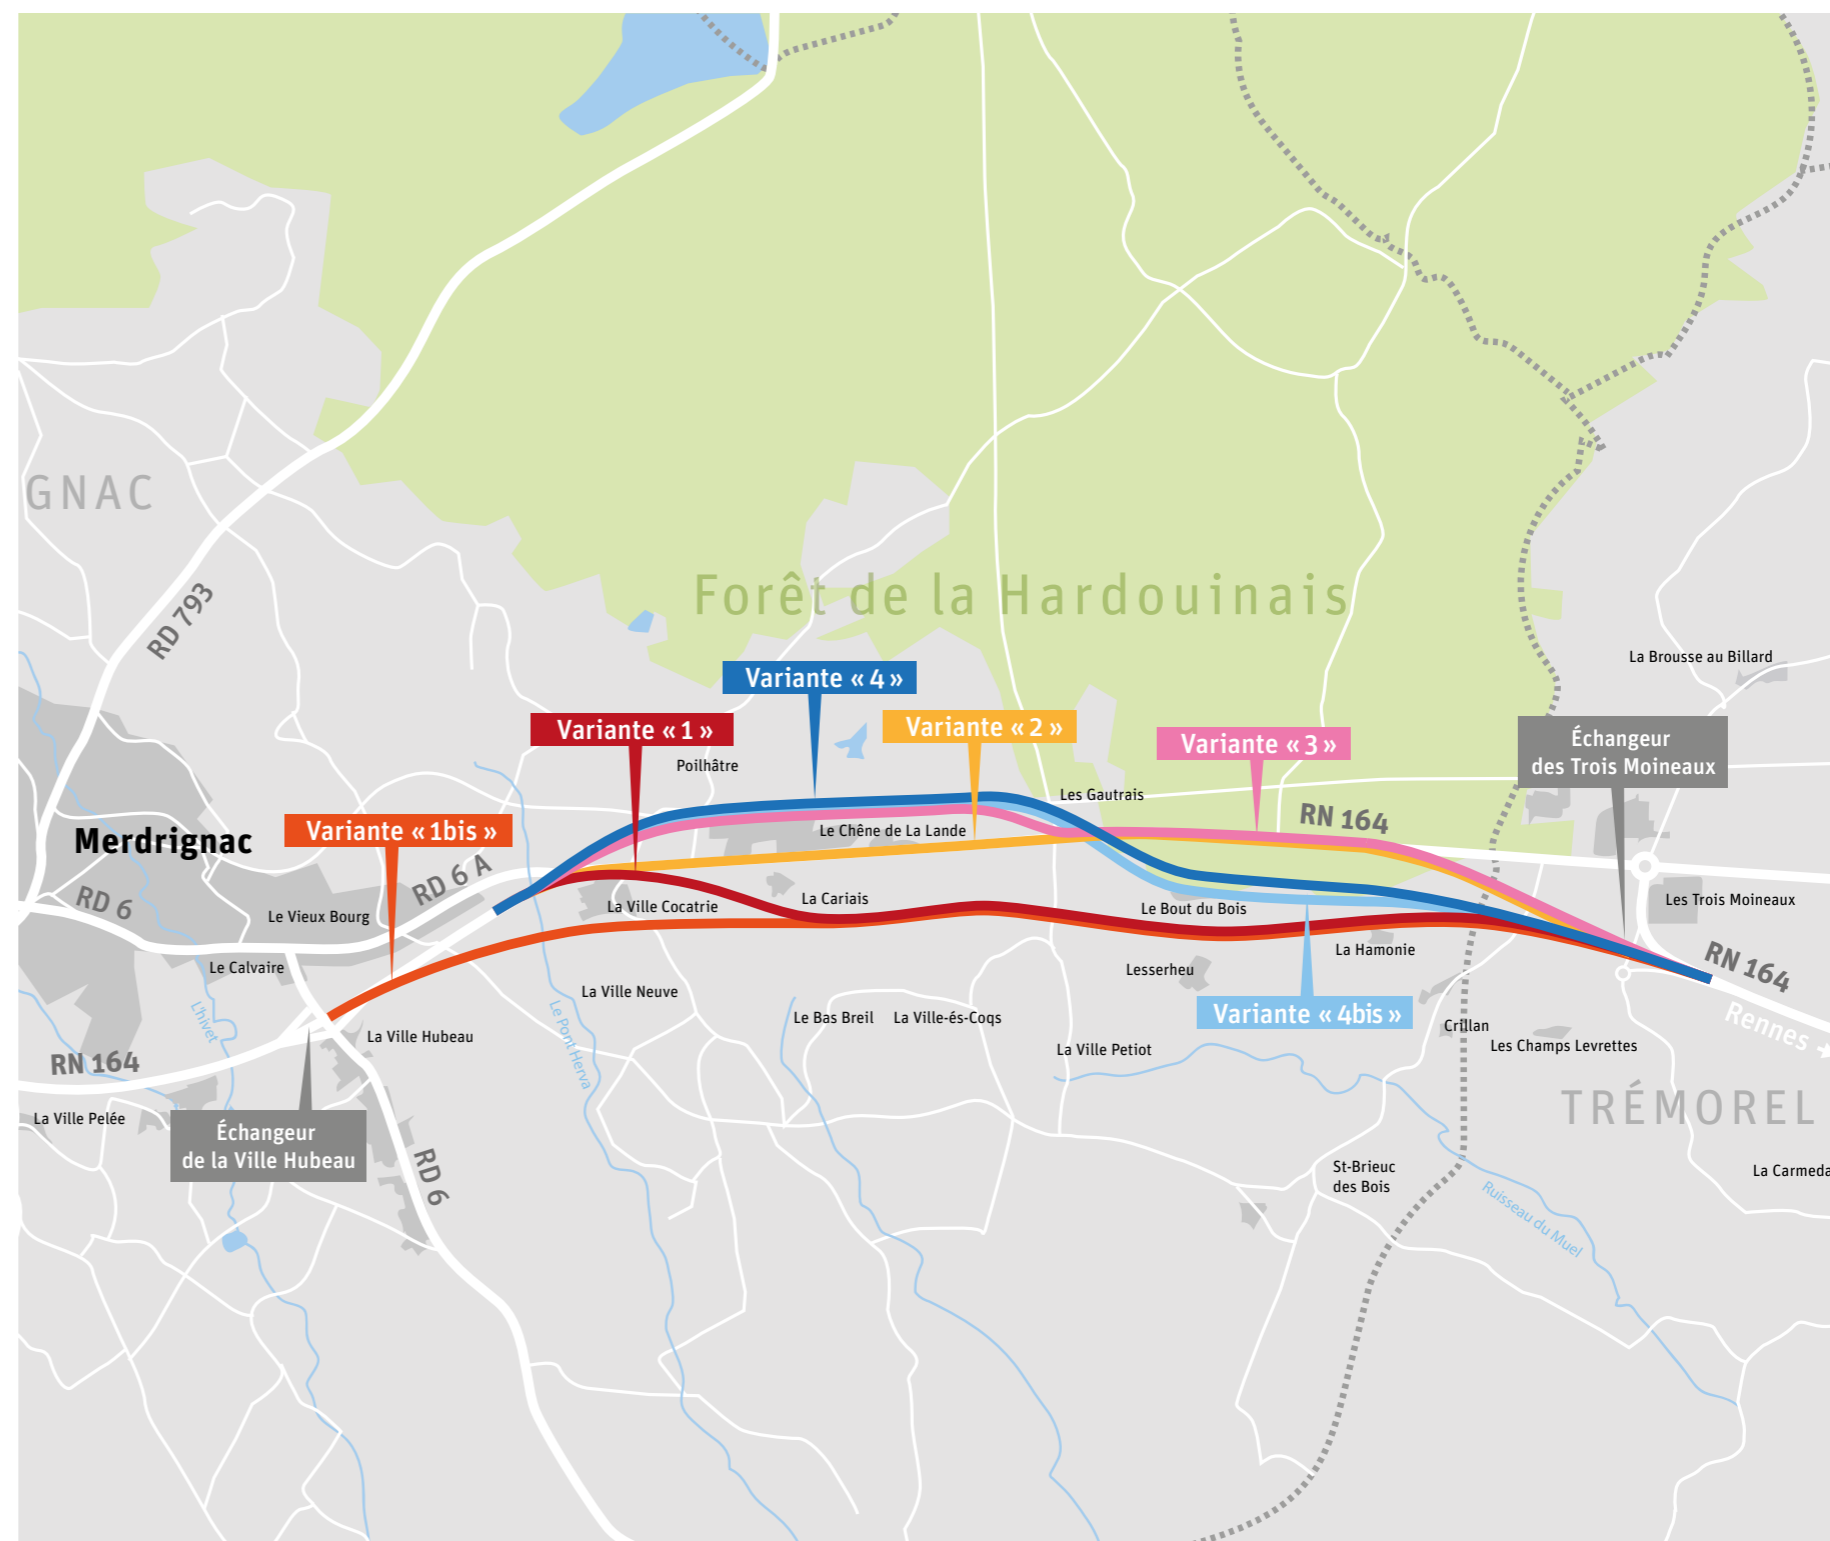 GNAC
Forêt de la Hardouinais
RD 793
La Brousse au Billard
Variante « 4 »
Variante « 1 »
Variante « 2 »
Variante « 3 »
Échangeur
des Trois Moineaux
Poilhâtre
Les Gautrais
RN 164
Variante « 1bis »
Le Chêne de La Lande
Merdrignac
RD 6 A
RD 6
Le Vieux Bourg
La Ville Cocatrie
La Cariais
Le Bout du Bois
Les Trois Moineaux
La Hamonie
Le Calvaire
Lesserheu
RN 164
La Ville Neuve
L'hivet
Le Pont Herva
Le Bas Breil
La Ville-és-Coqs
Variante « 4bis »
Rennes
La Ville Hubeau
Crillan
Les Champs Levrettes
La Ville Petiot
RN 164
La Ville Pelée
Échangeur
de la Ville Hubeau
TRÉMOREL
RD 6
St-Brieuc
des Bois
La Carmeda
Ruisseau du Muel